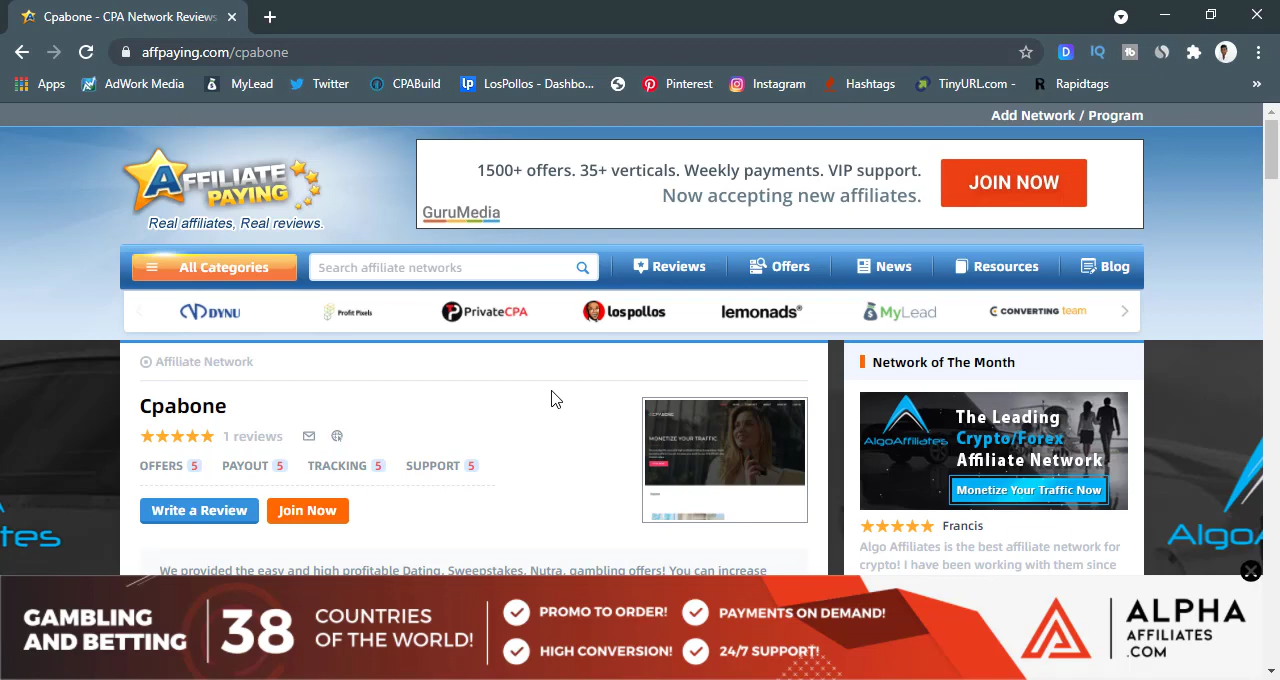 Cpabone - CPA Network Reviews
affpaying.com/cpabone
Apps AdWork Media MyLead Twitter CPABuild LosPollos - Dashbo... Pinterest Instagram Hashtags TinyURL.com - Rapidtags
Add Network / Program
AFFILIATE
PAYING
Real affiliates, Real reviews.
1500+ offers. 35+ verticals. Weekly payments. VIP support.
Now accepting new affiliates.
JOIN NOW
GuruMedia
All Categories Search affiliate networks Reviews Offers News Resources Blog
DYNU Profit Pixels PrivateCPA lospollos lemonads® MyLead CONVERTING team
Affiliate Network
Cpabone
1 reviews
OFFERS 5 PAYOUT 5 TRACKING 5 SUPPORT 5
Write a Review Join Now
MONETIZE YOUR TRAFFIC.
We provided the easy and high profitable Dating, Sweepstakes, Nutra, gambling offers! You can increase
Network of The Month
AlgoAffiliates
The Leading
Crypto/Forex
Affiliate Network
Monetize Your Traffic Now
Francis
Algo Affiliates is the best affiliate network for
crypto! I have been working with them since
tes
Algo
GAMBLING
AND BETTING
38
COUNTRIES
OF THE WORLD!
PROMO TO ORDER!
PAYMENTS ON DEMAND!
HIGH CONVERSION!
24/7 SUPPORT!
ALPHA
AFFILIATES
.COM